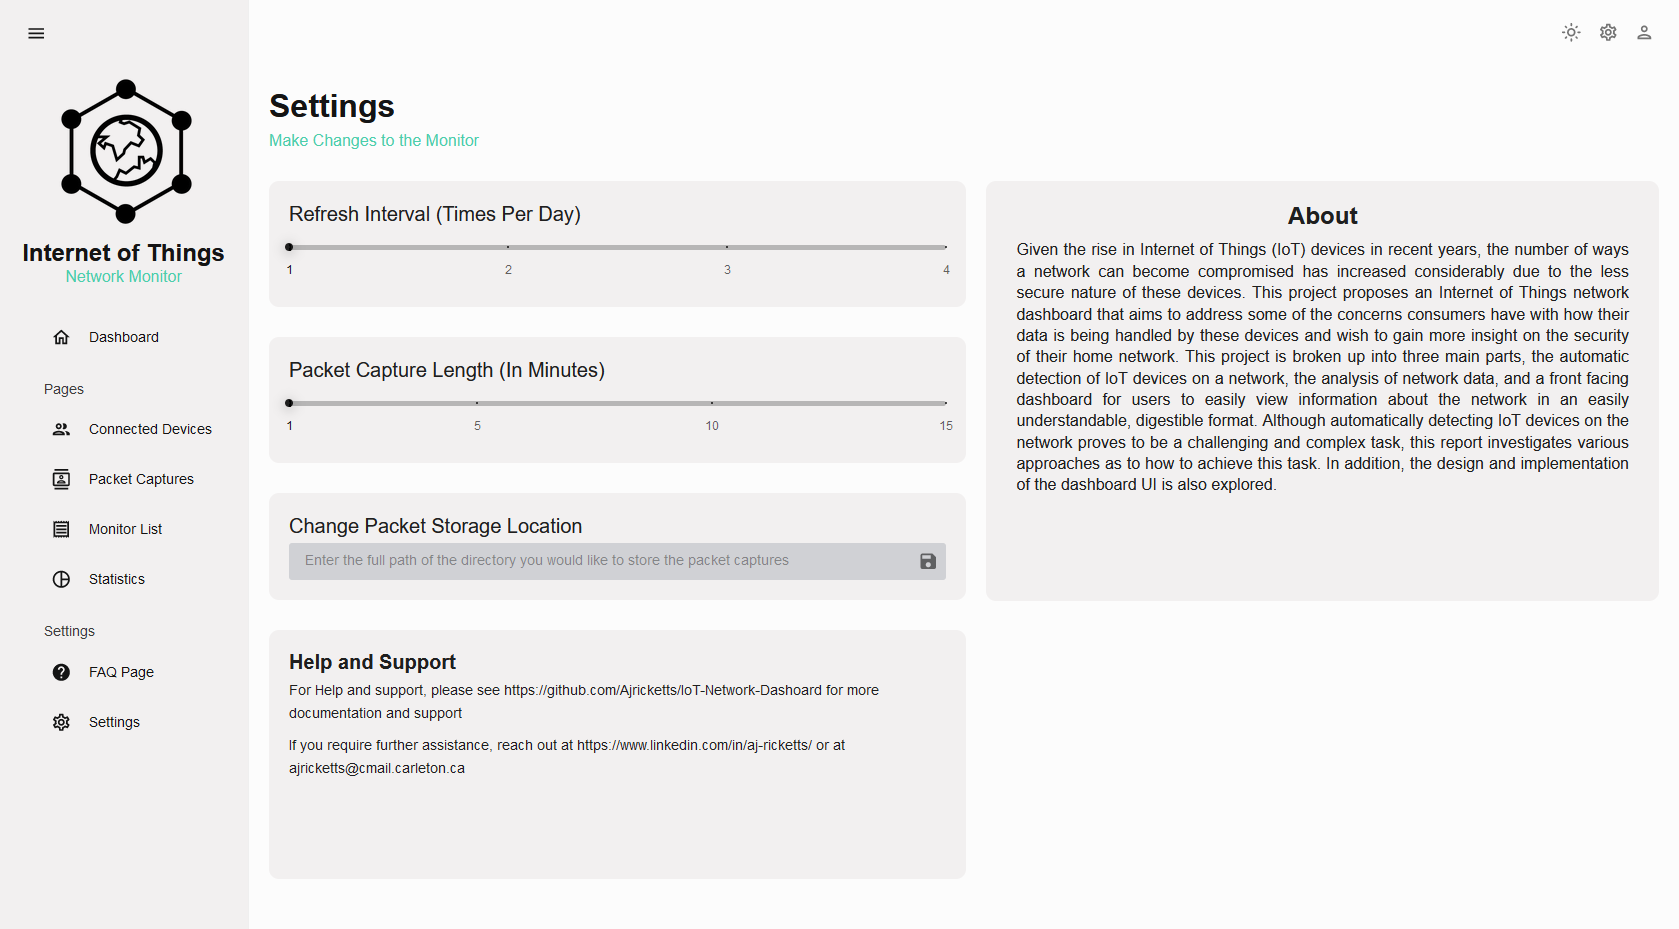 Internet of Things
Network Monitor
Dashboard
Pages
Connected Devices
Packet Captures
Monitor List
Statistics
Settings
FAQ Page
Settings
Settings
Make Changes to the Monitor
Refresh Interval (Times Per Day)
1 2 3 4
Packet Capture Length (In Minutes)
1 5 10 15
Change Packet Storage Location
Enter the full path of the directory you would like to store the packet captures
Help and Support
For Help and support, please see https://github.com/Ajricketts/IoT-Network-Dashoard for more
documentation and support
If you require further assistance, reach out at https://www.linkedin.com/in/aj-ricketts/ or at
ajricketts@cmail.carleton.ca
About
Given the rise in Internet of Things (IoT) devices in recent years, the number of ways
a network can become compromised has increased considerably due to the less
secure nature of these devices. This project proposes an Internet of Things network
dashboard that aims to address some of the concerns consumers have with how their
data is being handled by these devices and wish to gain more insight on the security
of their home network. This project is broken up into three main parts, the automatic
detection of IoT devices on a network, the analysis of network data, and a front facing
dashboard for users to easily view information about the network in an easily
understandable, digestible format. Although automatically detecting IoT devices on the
network proves to be a challenging and complex task, this report investigates various
approaches as to how to achieve this task. In addition, the design and implementation
of the dashboard UI is also explored.